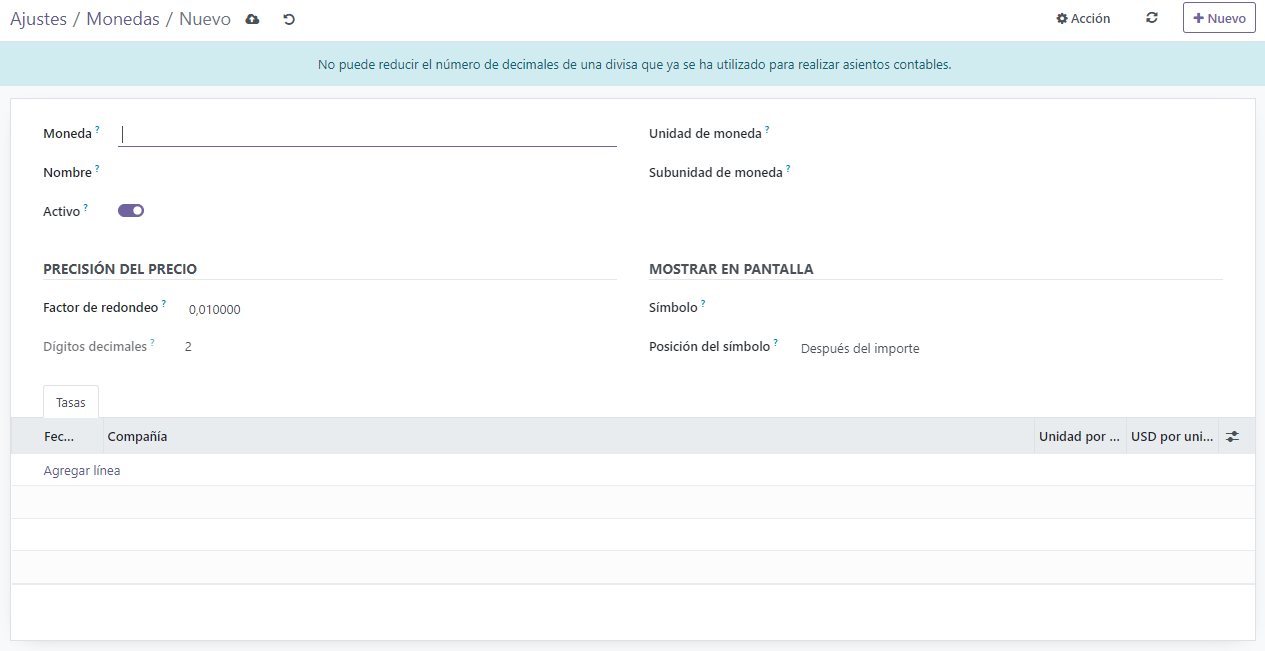 Ajustes / Monedas / Nuevo
Acción
Nuevo
No puede reducir el número de decimales de una divisa que ya se ha utilizado para realizar asientos contables.
Moneda ?
Nombre ?
Activo ?
Unidad de moneda ?
Subunidad de moneda ?
PRECISIÓN DEL PRECIO
Factor de redondeo ? 0,010000
Dígitos decimales ? 2
MOSTRAR EN PANTALLA
Símbolo ?
Posición del símbolo ? Después del importe
Tasas
Fec... Compañía Unidad por ... USD por uni...
Agregar línea